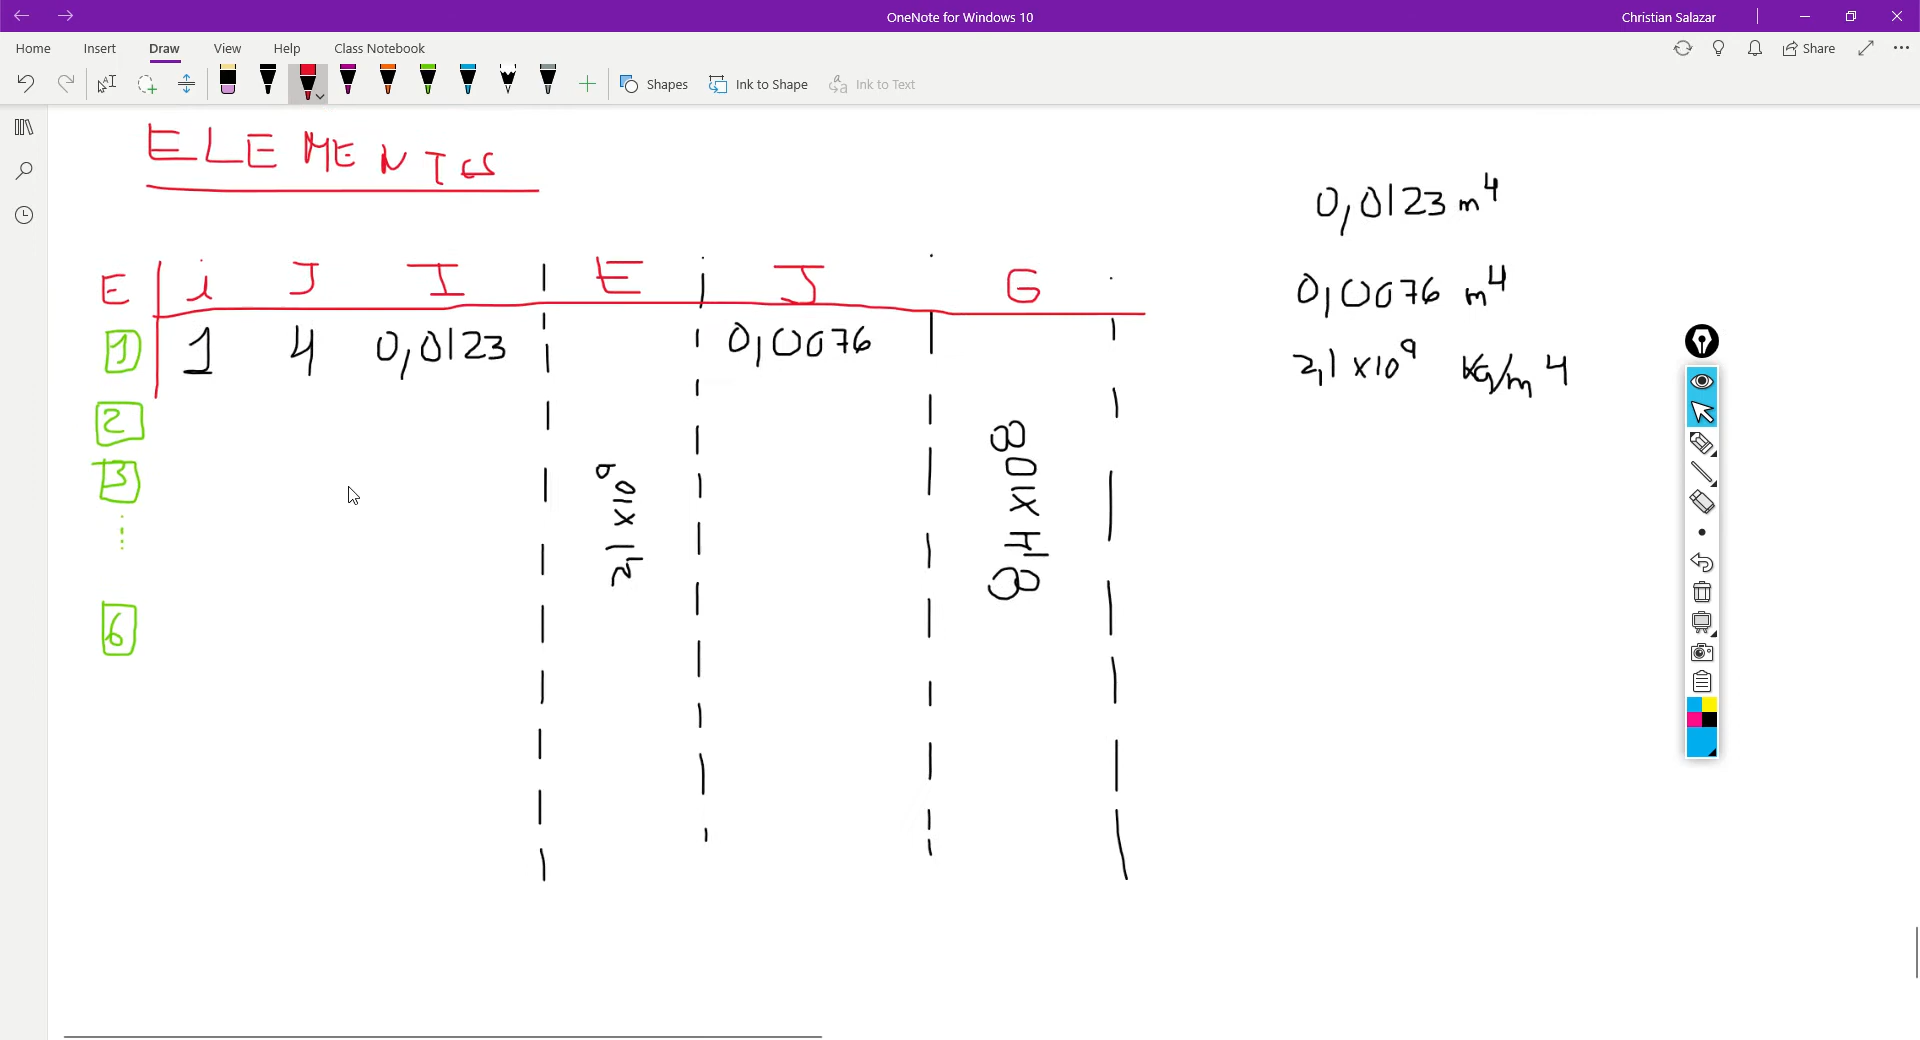 OneNote for Windows 10
Christian Salazar
Home Insert Draw View Help Class Notebook
Share
Shapes Ink to Shape Ink to Text
ELEMENTOS
0,0123 m⁴
E i J I E J G
0,0076 m⁴
1 1 4 0,0123 0,0076
2,1 x10⁹ Kg/m 4
2
3
2,1 x10⁹
8,4 x10⁸
6